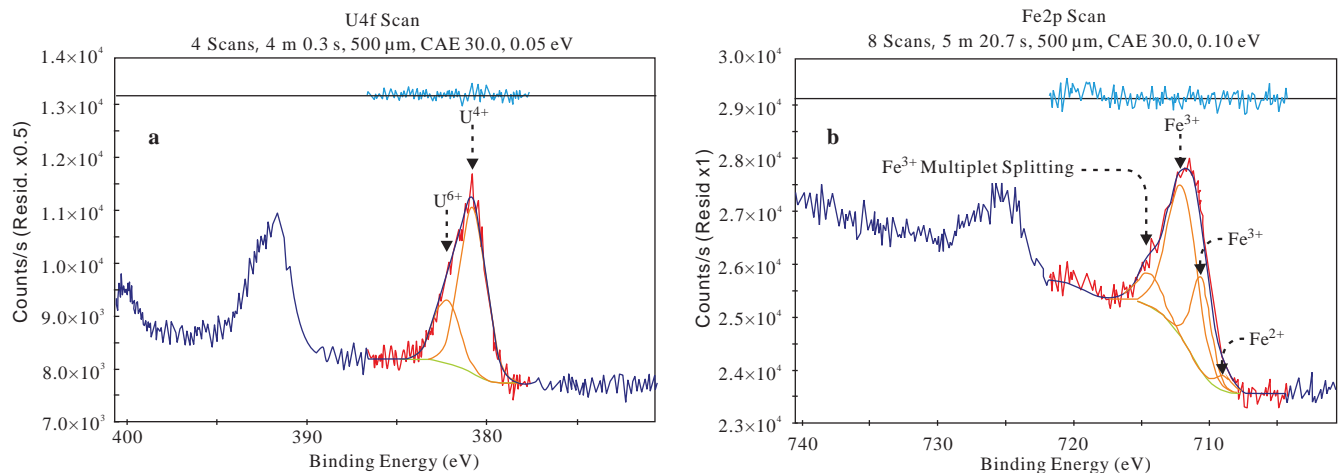 U4f Scan
4 Scans, 4 m 0.3 s, 500 μm, CAE 30.0, 0.05 eV
1.4×10⁴
1.3×10⁴
1.2×10⁴
1.1×10⁴
1.0×10⁴
9.0×10³
8.0×10³
7.0×10³
Counts/s (Resid. x0.5)
a
U⁴⁺
U⁶⁺
400
390
380
Binding Energy (eV)
Fe2p Scan
8 Scans, 5 m 20.7 s, 500 μm, CAE 30.0, 0.10 eV
3.0×10⁴
2.9×10⁴
2.8×10⁴
2.7×10⁴
2.6×10⁴
2.5×10⁴
2.4×10⁴
2.3×10⁴
Counts/s (Resid x1)
b
Fe³⁺
Fe³⁺ Multiplet Splitting
Fe³⁺
Fe²⁺
740
730
720
710
Binding Energy (eV)